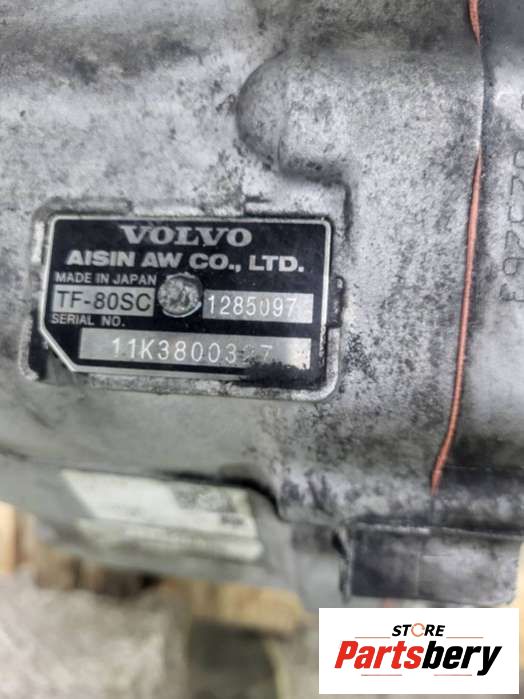 VOLVO
AISIN AW CO., LTD.
MADE IN JAPAN
TF-80SC 1285097
SERIAL NO.
STORE
Partsbery